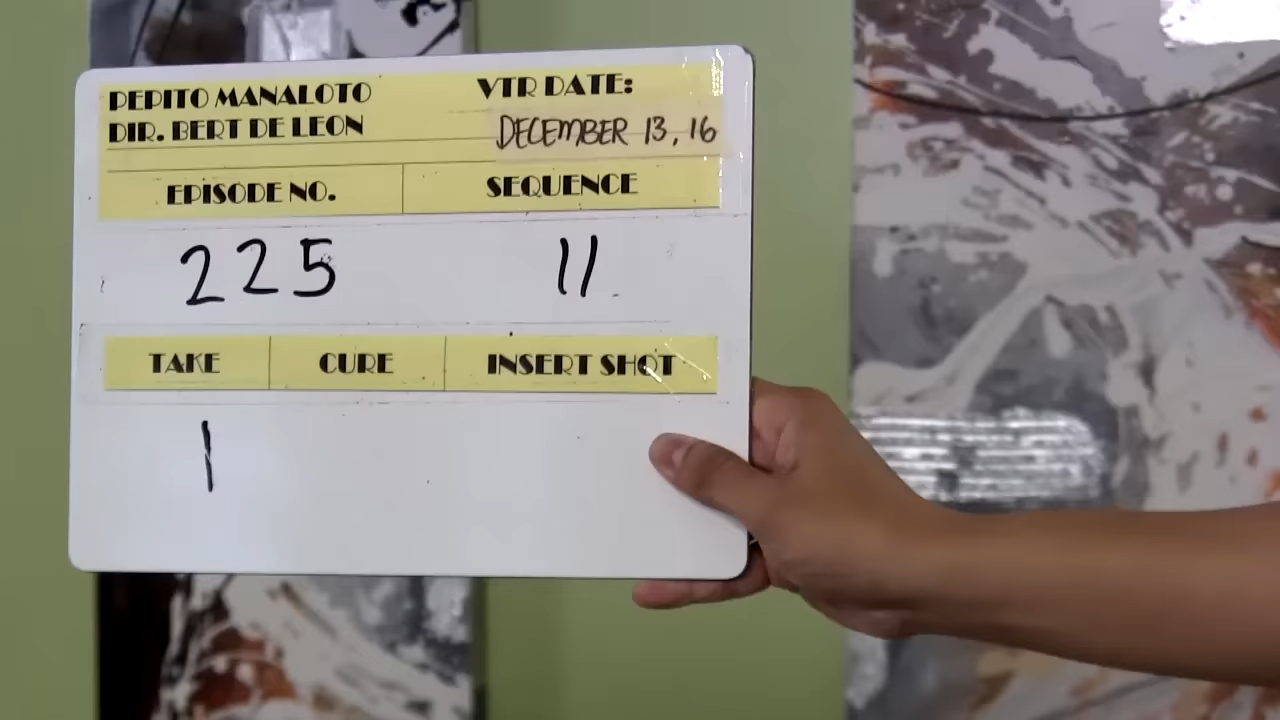 PEPITO MANALOTO
DIR. BERT DE LEON
VTR DATE:
DECEMBER 13, 16
EPISODE NO.
SEQUENCE
225
11
TAKE
CURE
INSERT SHOT
1